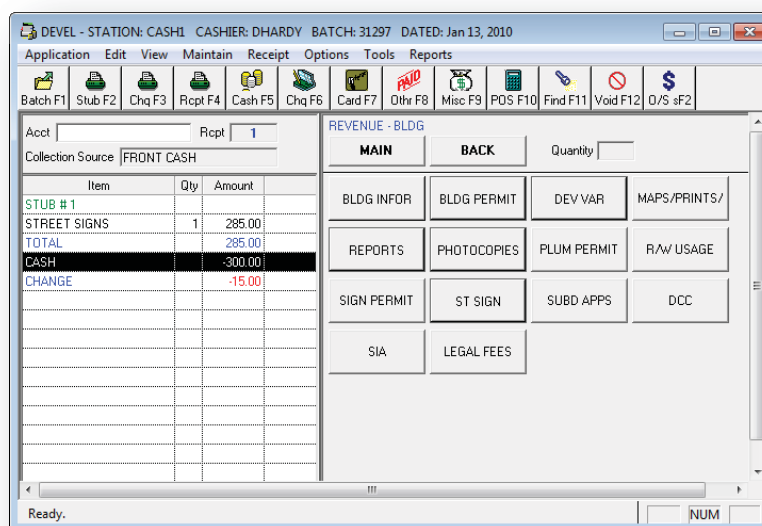 DEVEL - STATION: CASH1 CASHIER: DHARDY BATCH: 31297 DATED: Jan 13, 2010
Application Edit View Maintain Receipt Options Tools Reports
PAID
Batch F1 Stub F2 Chq F3 Rcpt F4 Cash F5 Chq F6 Card F7 Othr F8 Misc F9 POS F10 Find F11 Void F12 O/S sF2
Acct Rcpt 1
Collection Source FRONT CASH
Item Qty Amount
STUB # 1
STREET SIGNS 1 285.00
TOTAL 285.00
CASH -300.00
CHANGE -15.00
REVENUE - BLDG
MAIN BACK Quantity
BLDG INFOR BLDG PERMIT DEV VAR MAPS/PRINTS/
REPORTS PHOTOCOPIES PLUM PERMIT R/W USAGE
SIGN PERMIT ST SIGN SUBD APPS DCC
SIA LEGAL FEES
Ready. NUM